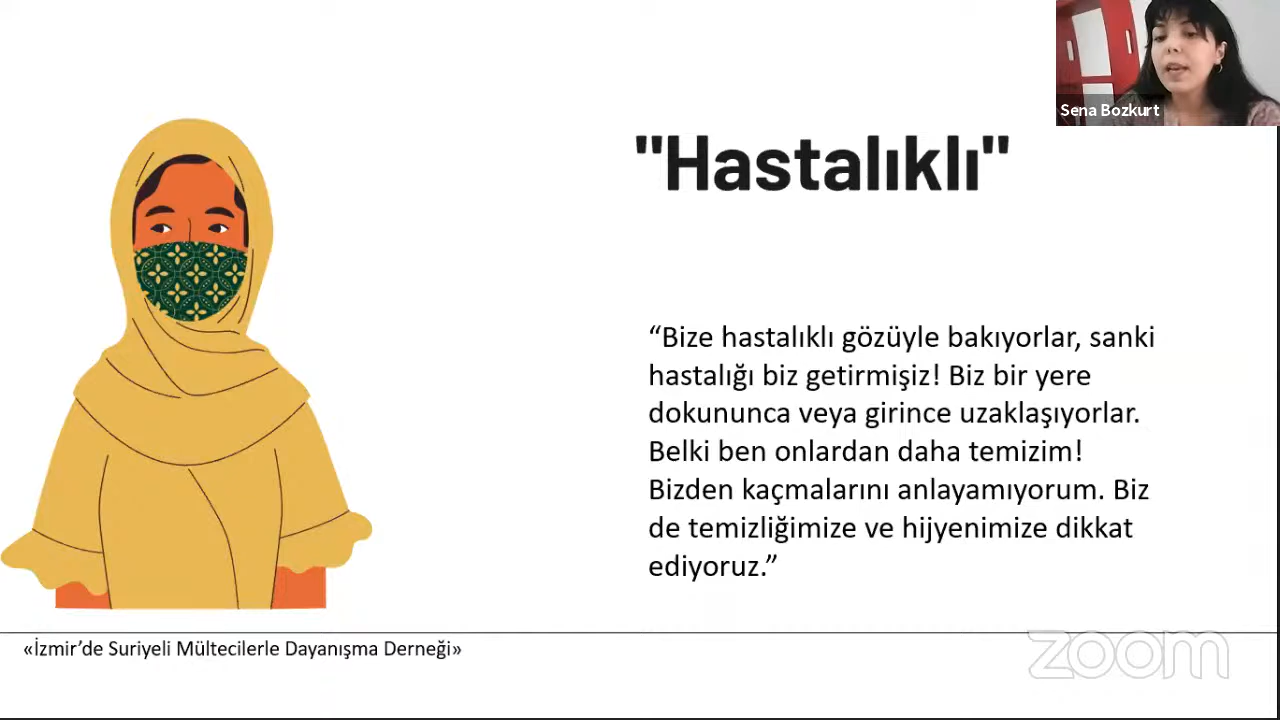 Sena Bozkurt
"Hastalıklı"
“Bize hastalıklı gözüyle bakıyorlar, sanki
hastalığı biz getirmişiz! Biz bir yere
dokununca veya girince uzaklaşıyorlar.
Belki ben onlardan daha temizim!
Bizden kaçmalarını anlayamıyorum. Biz
de temizliğimize ve hijyenimize dikkat
ediyoruz.”
«İzmir’de Suriyeli Mültecilerle Dayanışma Derneği»
zoom